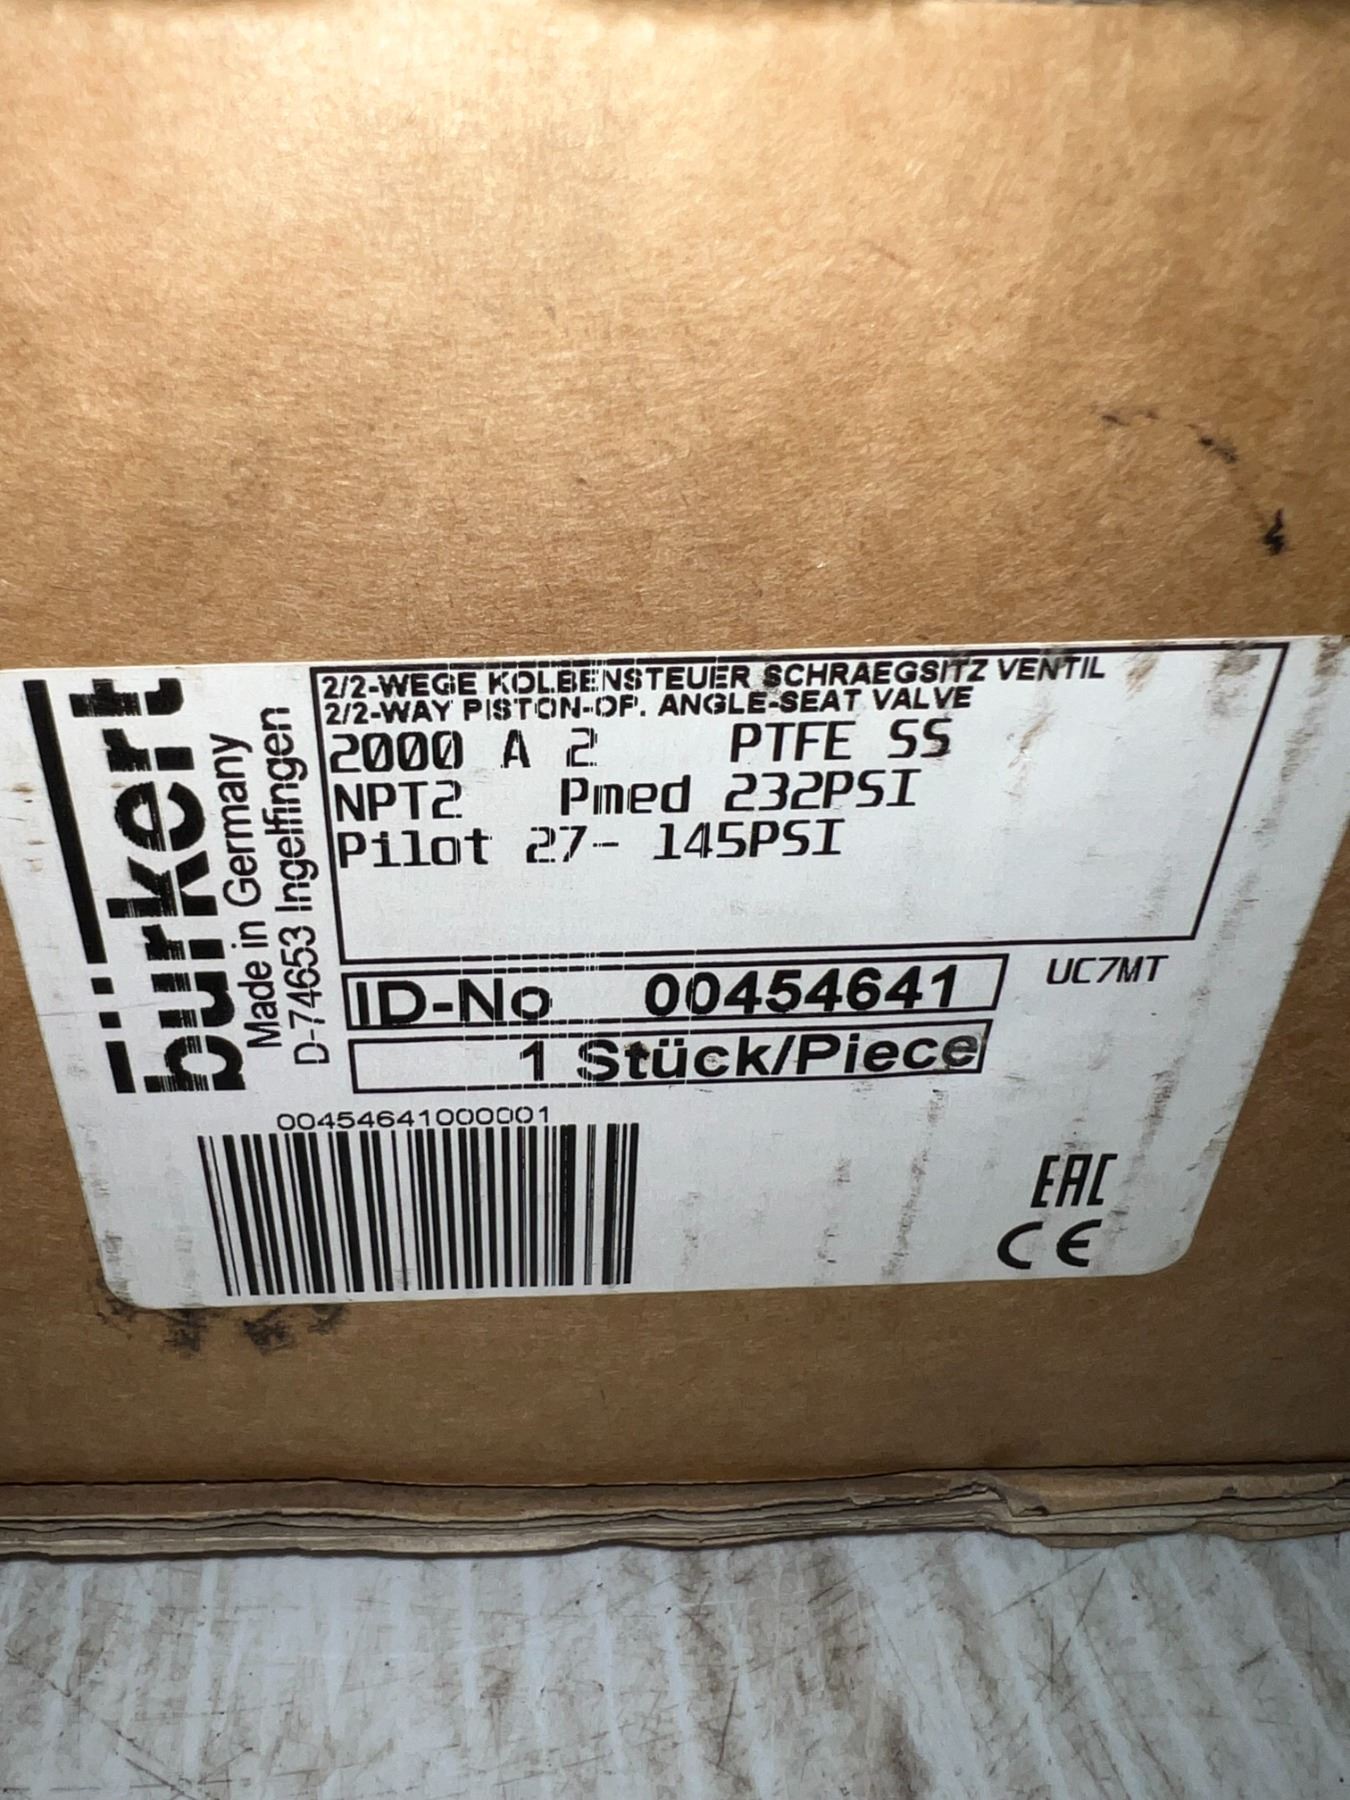 bürkert
Made in Germany
D-74653 Ingelfingen
2/2-WEGE KOLBENSTEUER SCHRAEGSITZ VENTIL
2/2-WAY PISTON-OP. ANGLE-SEAT VALVE
2000 A 2 PTFE SS
NPT2 Pmed 232PSI
Pilot 27- 145PSI
ID-No 00454641
UC7MT
1 Stück/Piece
00454641000001
EAC
CE